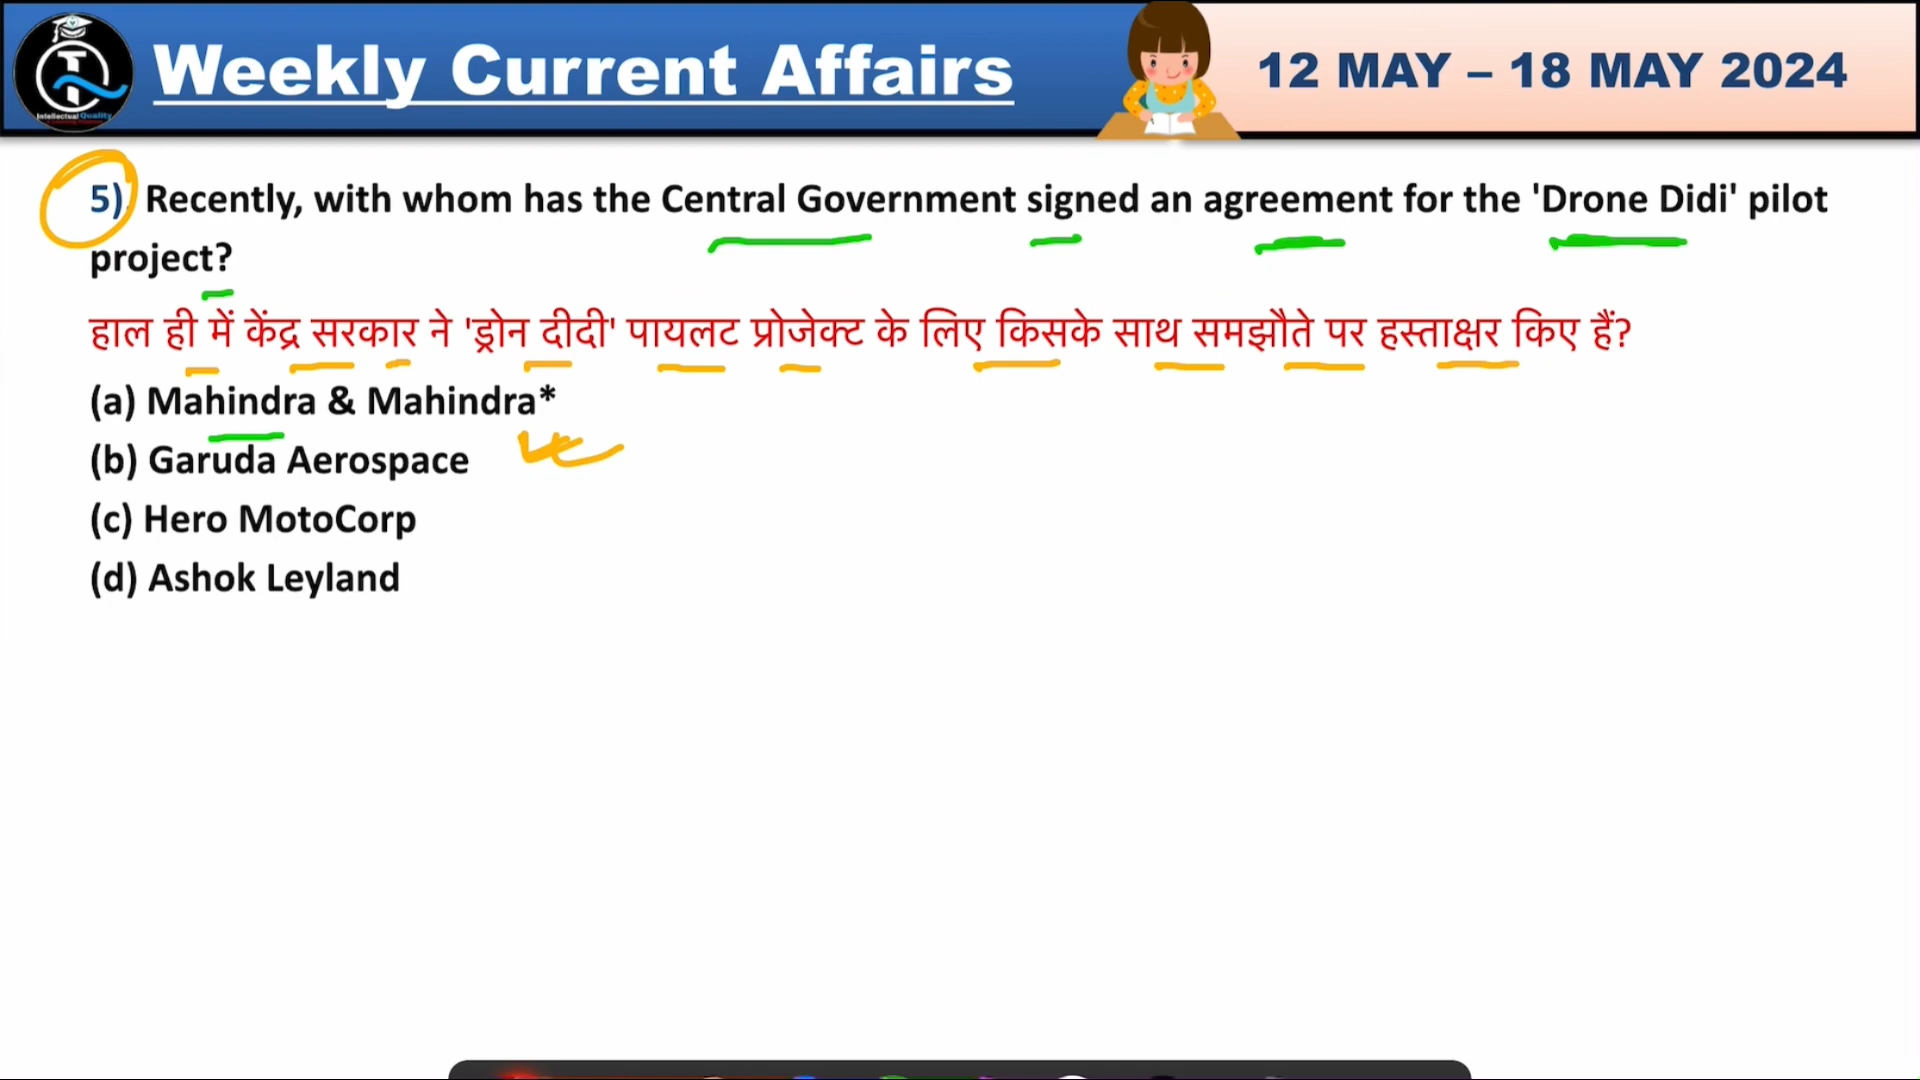 Intellectual Quality
Weekly Current Affairs
12 MAY – 18 MAY 2024
5) Recently, with whom has the Central Government signed an agreement for the 'Drone Didi' pilot
project?
हाल ही में केंद्र सरकार ने 'ड्रोन दीदी' पायलट प्रोजेक्ट के लिए किसके साथ समझौते पर हस्ताक्षर किए हैं?
(a) Mahindra & Mahindra*
(b) Garuda Aerospace
(c) Hero MotoCorp
(d) Ashok Leyland